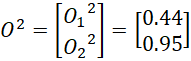 O² = [O₁² O₂²] = [0.44 0.95]